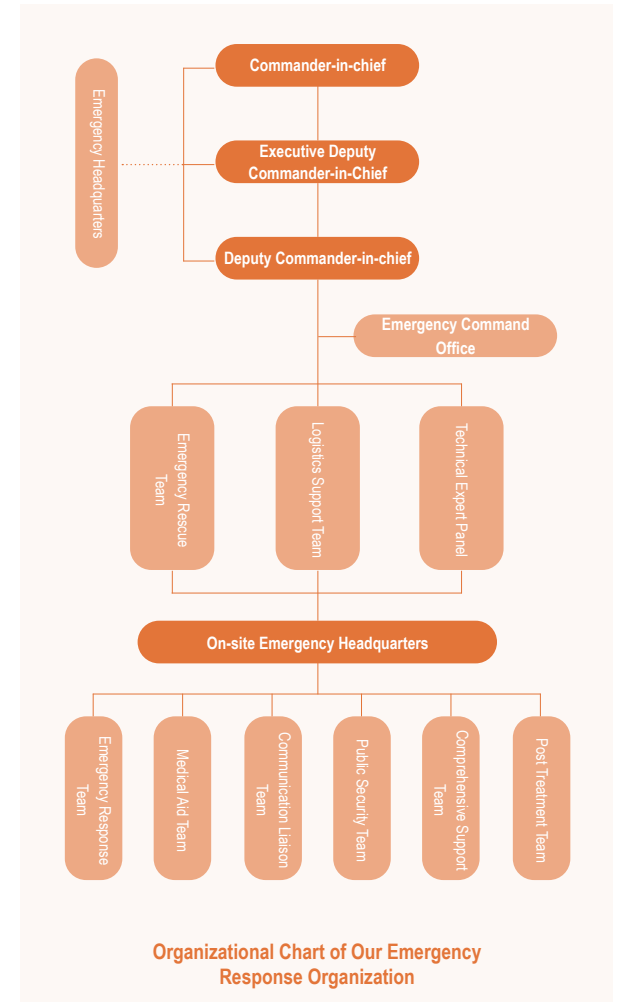 Commander-in-chief
Emergency Headquarters
Executive Deputy
Commander-in-Chief
Deputy Commander-in-chief
Emergency Command
Office
Emergency Rescue
Team
Logistics Support Team
Technical Expert Panel
On-site Emergency Headquarters
Emergency Response
Team
Medical Aid Team
Communication Liaison
Team
Public Security Team
Comprehensive Support
Team
Post Treatment Team
Organizational Chart of Our Emergency
Response Organization